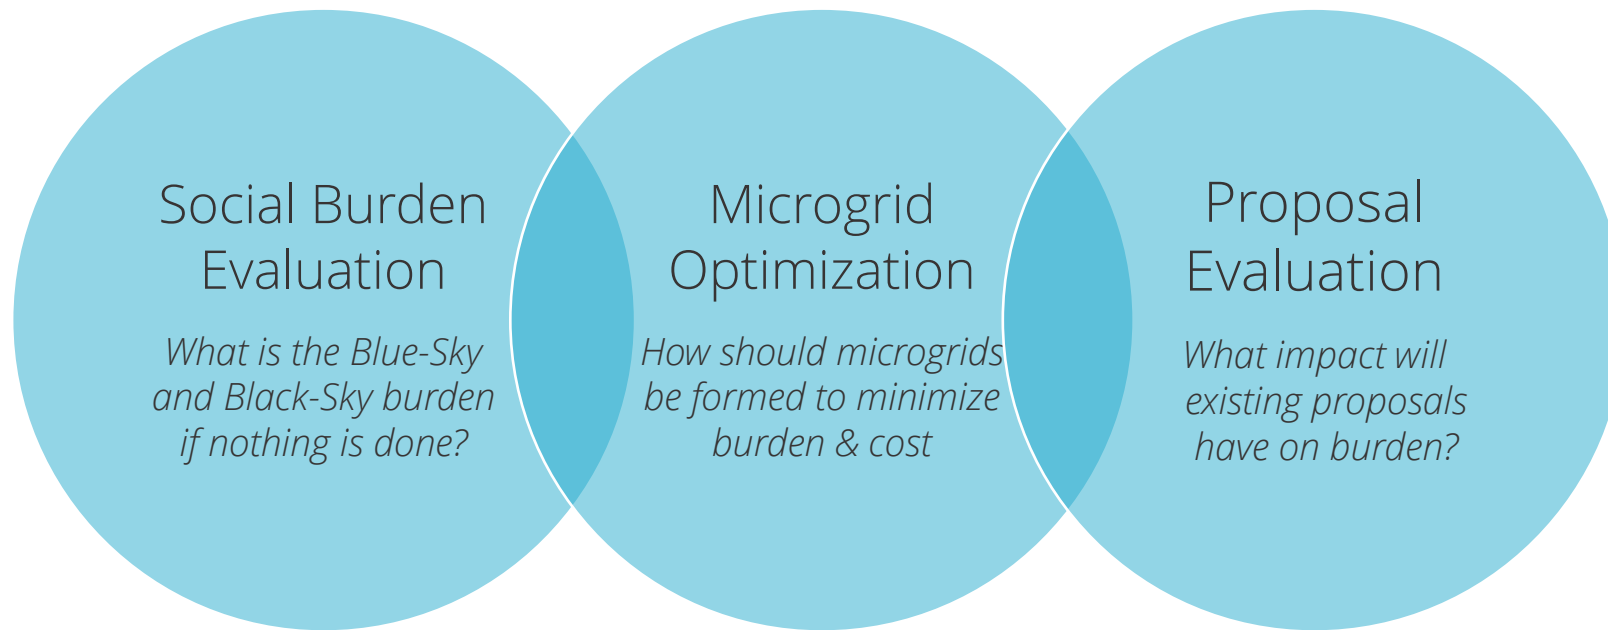 Social Burden
Evaluation
What is the Blue-Sky
and Black-Sky burden
if nothing is done?
Microgrid
Optimization
How should microgrids
be formed to minimize
burden & cost
Proposal
Evaluation
What impact will
existing proposals
have on burden?